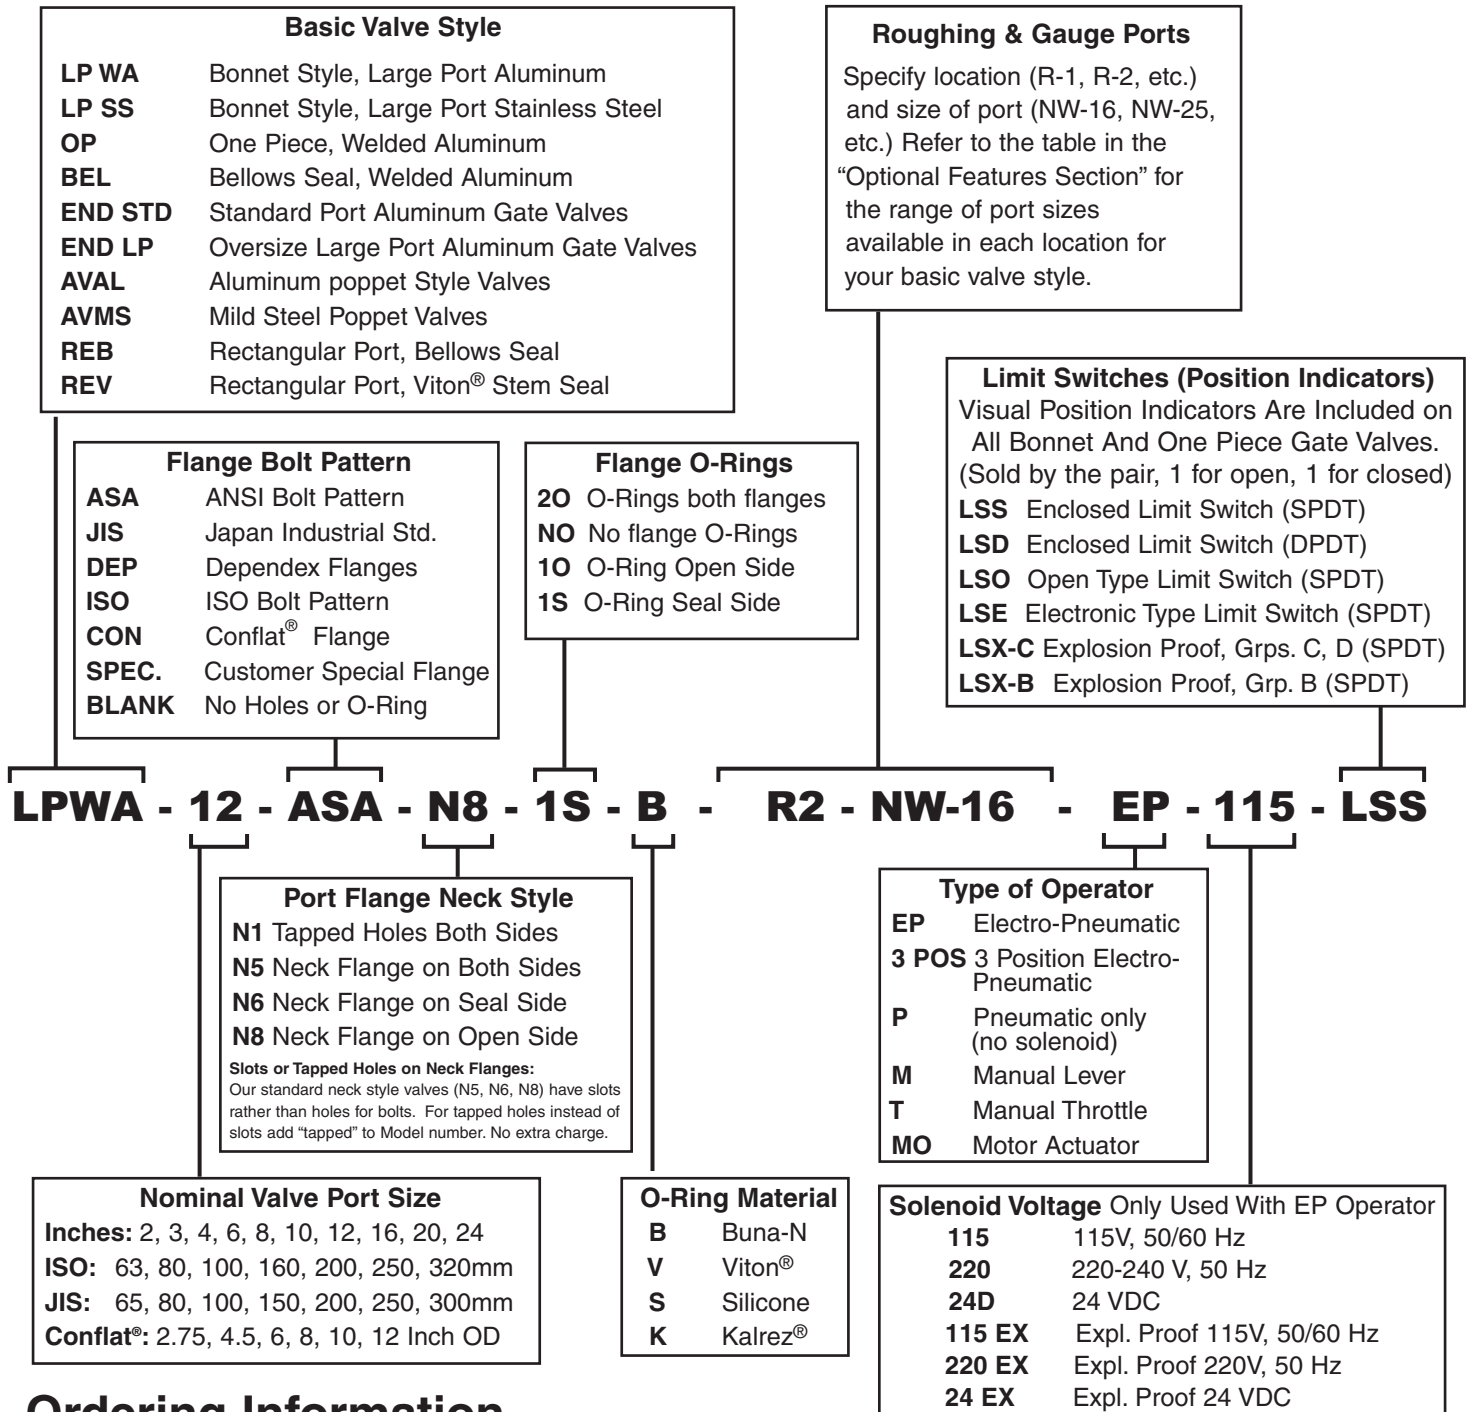 Basic Valve Style
LP WA Bonnet Style, Large Port Aluminum
LP SS Bonnet Style, Large Port Stainless Steel
OP One Piece, Welded Aluminum
BEL Bellows Seal, Welded Aluminum
END STD Standard Port Aluminum Gate Valves
END LP Oversize Large Port Aluminum Gate Valves
AVAL Aluminum poppet Style Valves
AVMS Mild Steel Poppet Valves
REB Rectangular Port, Bellows Seal
REV Rectangular Port, Viton® Stem Seal
Roughing & Gauge Ports
Specify location (R-1, R-2, etc.)
and size of port (NW-16, NW-25,
etc.) Refer to the table in the
“Optional Features Section” for
the range of port sizes
available in each location for
your basic valve style.
Flange Bolt Pattern
ASA ANSI Bolt Pattern
JIS Japan Industrial Std.
DEP Dependex Flanges
ISO ISO Bolt Pattern
CON Conflat® Flange
SPEC. Customer Special Flange
BLANK No Holes or O-Ring
Flange O-Rings
2O O-Rings both flanges
NO No flange O-Rings
1O O-Ring Open Side
1S O-Ring Seal Side
Limit Switches (Position Indicators)
Visual Position Indicators Are Included on
All Bonnet And One Piece Gate Valves.
(Sold by the pair, 1 for open, 1 for closed)
LSS Enclosed Limit Switch (SPDT)
LSD Enclosed Limit Switch (DPDT)
LSO Open Type Limit Switch (SPDT)
LSE Electronic Type Limit Switch (SPDT)
LSX-C Explosion Proof, Grps. C, D (SPDT)
LSX-B Explosion Proof, Grp. B (SPDT)
LPWA - 12 - ASA - N8 - 1S - B - R2 - NW-16 - EP - 115 - LSS
Port Flange Neck Style
N1 Tapped Holes Both Sides
N5 Neck Flange on Both Sides
N6 Neck Flange on Seal Side
N8 Neck Flange on Open Side
Slots or Tapped Holes on Neck Flanges:
Our standard neck style valves (N5, N6, N8) have slots
rather than holes for bolts. For tapped holes instead of
slots add “tapped” to Model number. No extra charge.
Type of Operator
EP Electro-Pneumatic
3 POS 3 Position Electro-
Pneumatic
P Pneumatic only
(no solenoid)
M Manual Lever
T Manual Throttle
MO Motor Actuator
Nominal Valve Port Size
Inches: 2, 3, 4, 6, 8, 10, 12, 16, 20, 24
ISO: 63, 80, 100, 160, 200, 250, 320mm
JIS: 65, 80, 100, 150, 200, 250, 300mm
Conflat®: 2.75, 4.5, 6, 8, 10, 12 Inch OD
O-Ring Material
B Buna-N
V Viton®
S Silicone
K Kalrez®
Solenoid Voltage Only Used With EP Operator
115 115V, 50/60 Hz
220 220-240 V, 50 Hz
24D 24 VDC
115 EX Expl. Proof 115V, 50/60 Hz
220 EX Expl. Proof 220V, 50 Hz
24 EX Expl. Proof 24 VDC
Ordering Information